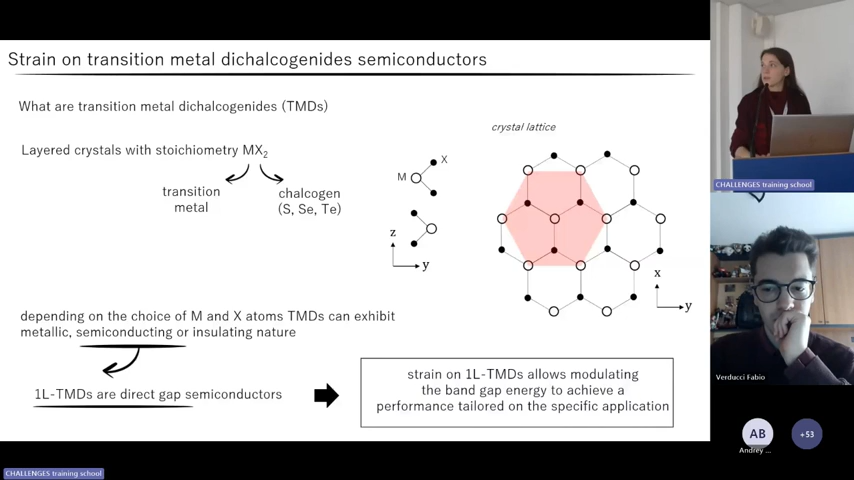 Strain on transition metal dichalcogenides semiconductors
What are transition metal dichalcogenides (TMDs)
Layered crystals with stoichiometry MX2
transition
metal
chalcogen
(S, Se, Te)
M
X
z
y
crystal lattice
x
y
depending on the choice of M and X atoms TMDs can exhibit
metallic, semiconducting or insulating nature
1L-TMDs are direct gap semiconductors
strain on 1L-TMDs allows modulating
the band gap energy to achieve a
performance tailored on the specific application
CHALLENGES training school
Verducci Fabio
AB
Andrey ...
+53
CHALLENGES training school